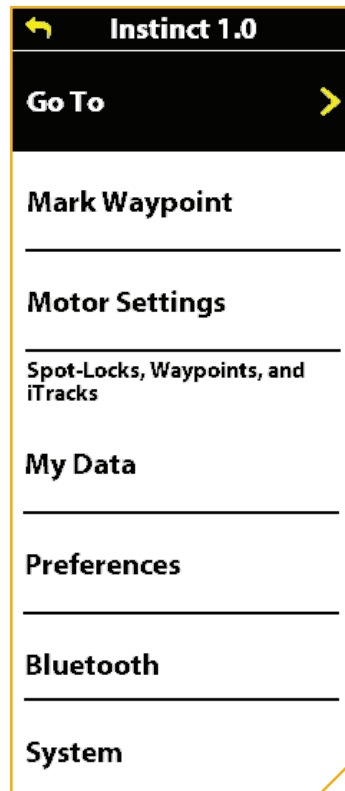 Instinct 1.0
Go To
Mark Waypoint
Motor Settings
Spot-Locks, Waypoints, and
iTracks
My Data
Preferences
Bluetooth
System